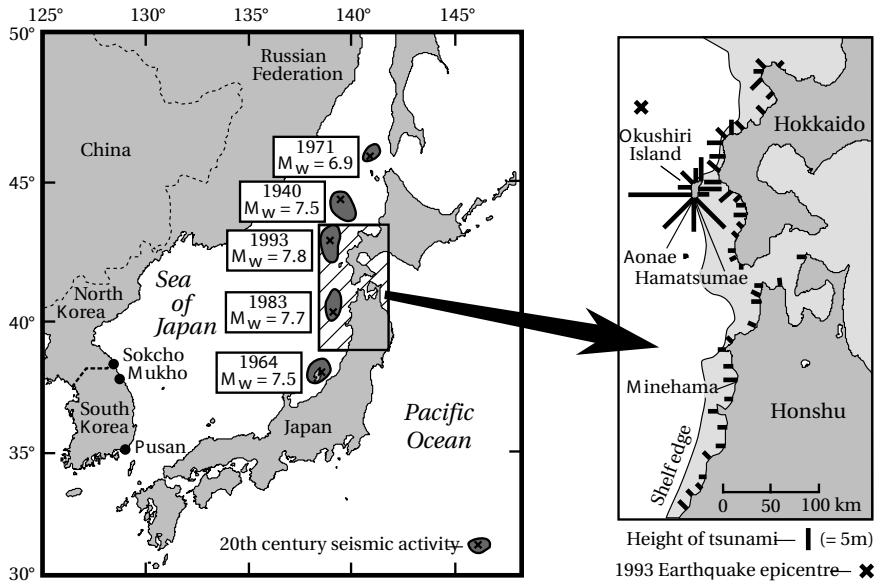 125° 130° 135° 140° 145°
50°
45°
40°
35°
30°
Russian
Federation
China
1971
Mw = 6.9
1940
Mw = 7.5
1993
Mw = 7.8
1983
Mw = 7.7
1964
Mw = 7.5
Sea
of
Japan
North
Korea
Sokcho
Mukho
South
Korea
Pusan
Japan
Pacific
Ocean
20th century seismic activity
Hokkaido
Okushiri
Island
Aonae
Hamatsumae
Minehama
Honshu
Shelf edge
0 50 100 km
Height of tsunami (= 5m)
1993 Earthquake epicentre